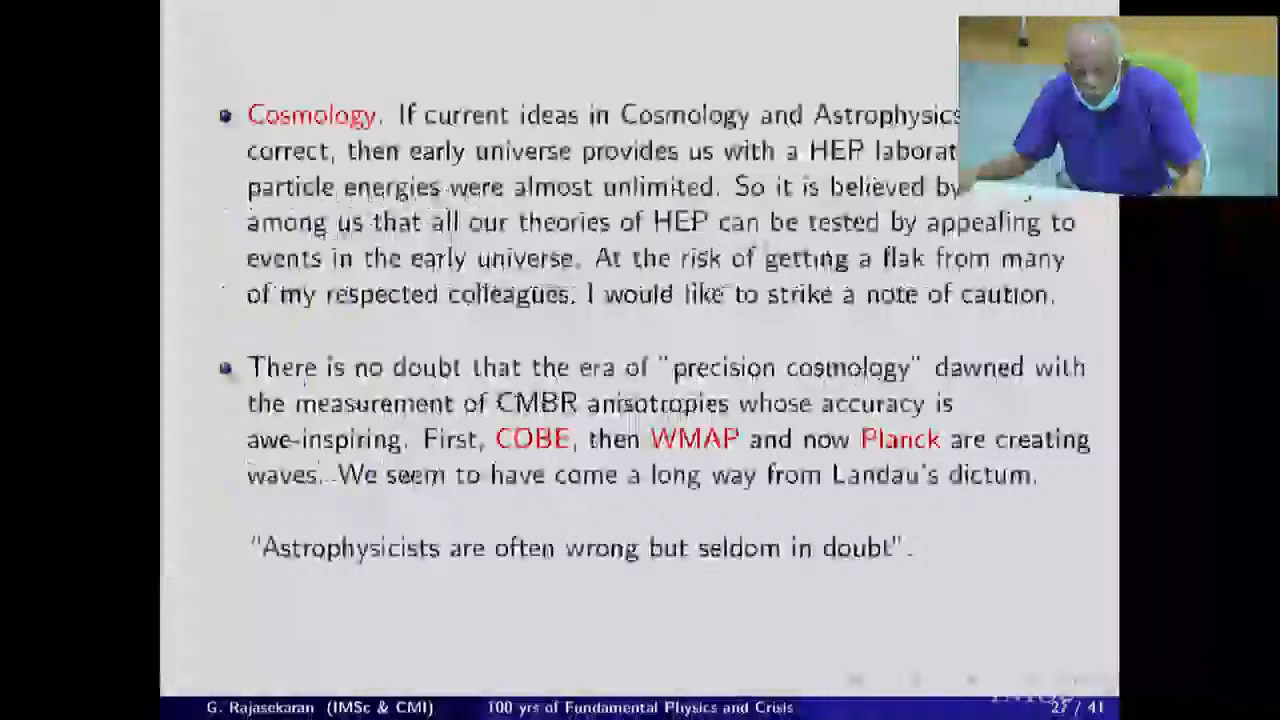 Cosmology. If current ideas in Cosmology and Astrophysics
correct, then early universe provides us with a HEP
particle energies were almost unlimited. So it is believed by
among us that all our theories of HEP can be tested by appealing to
events in the early universe. At the risk of getting a flak from many
of my respected colleagues, I would like to strike a note of caution.
There is no doubt that the era of "precision cosmology" dawned with
the measurement of CMBR anisotropies whose accuracy is
awe-inspiring. First, COBE, then WMAP and now Planck are creating
waves. We seem to have come a long way from Landau's dictum.
"Astrophysicists are often wrong but seldom in doubt".
G. Rajasekaran (IMSc & CMI) 100 yrs of Fundamental Physics and Crisis 27 / 41